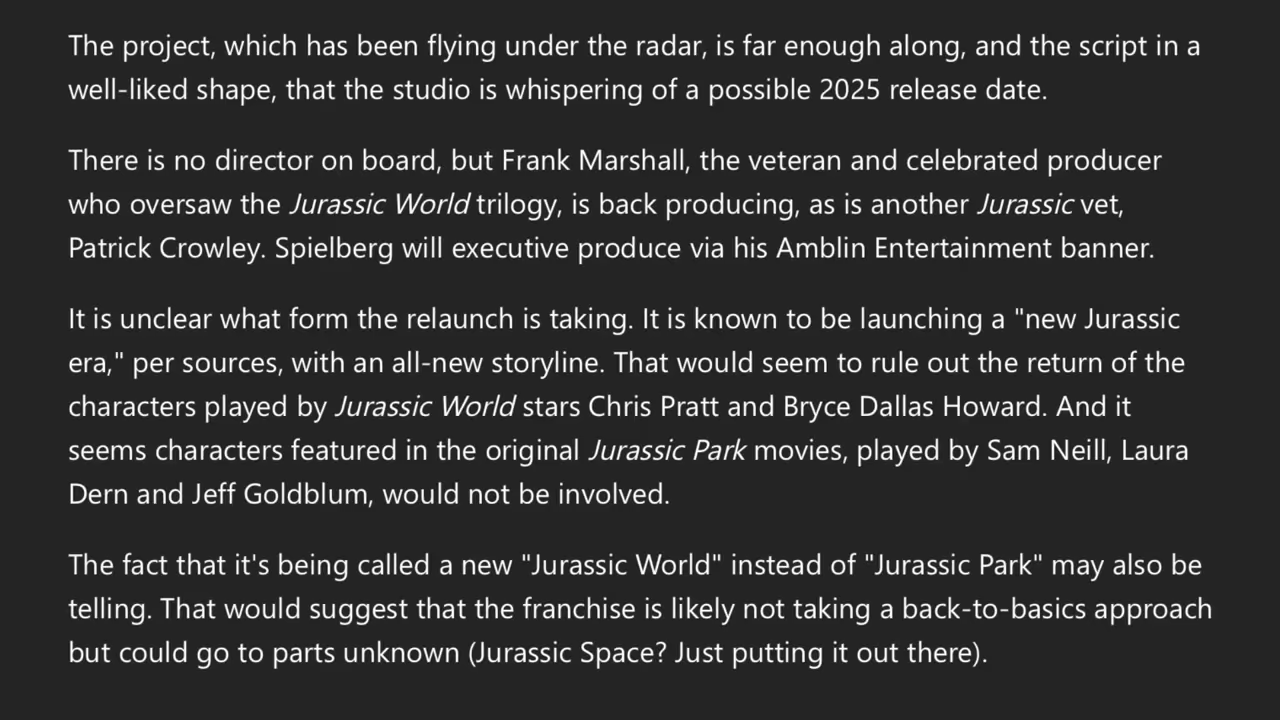 The project, which has been flying under the radar, is far enough along, and the script in a
well-liked shape, that the studio is whispering of a possible 2025 release date.
There is no director on board, but Frank Marshall, the veteran and celebrated producer
who oversaw the Jurassic World trilogy, is back producing, as is another Jurassic vet,
Patrick Crowley. Spielberg will executive produce via his Amblin Entertainment banner.
It is unclear what form the relaunch is taking. It is known to be launching a "new Jurassic
era," per sources, with an all-new storyline. That would seem to rule out the return of the
characters played by Jurassic World stars Chris Pratt and Bryce Dallas Howard. And it
seems characters featured in the original Jurassic Park movies, played by Sam Neill, Laura
Dern and Jeff Goldblum, would not be involved.
The fact that it's being called a new "Jurassic World" instead of "Jurassic Park" may also be
telling. That would suggest that the franchise is likely not taking a back-to-basics approach
but could go to parts unknown (Jurassic Space? Just putting it out there).